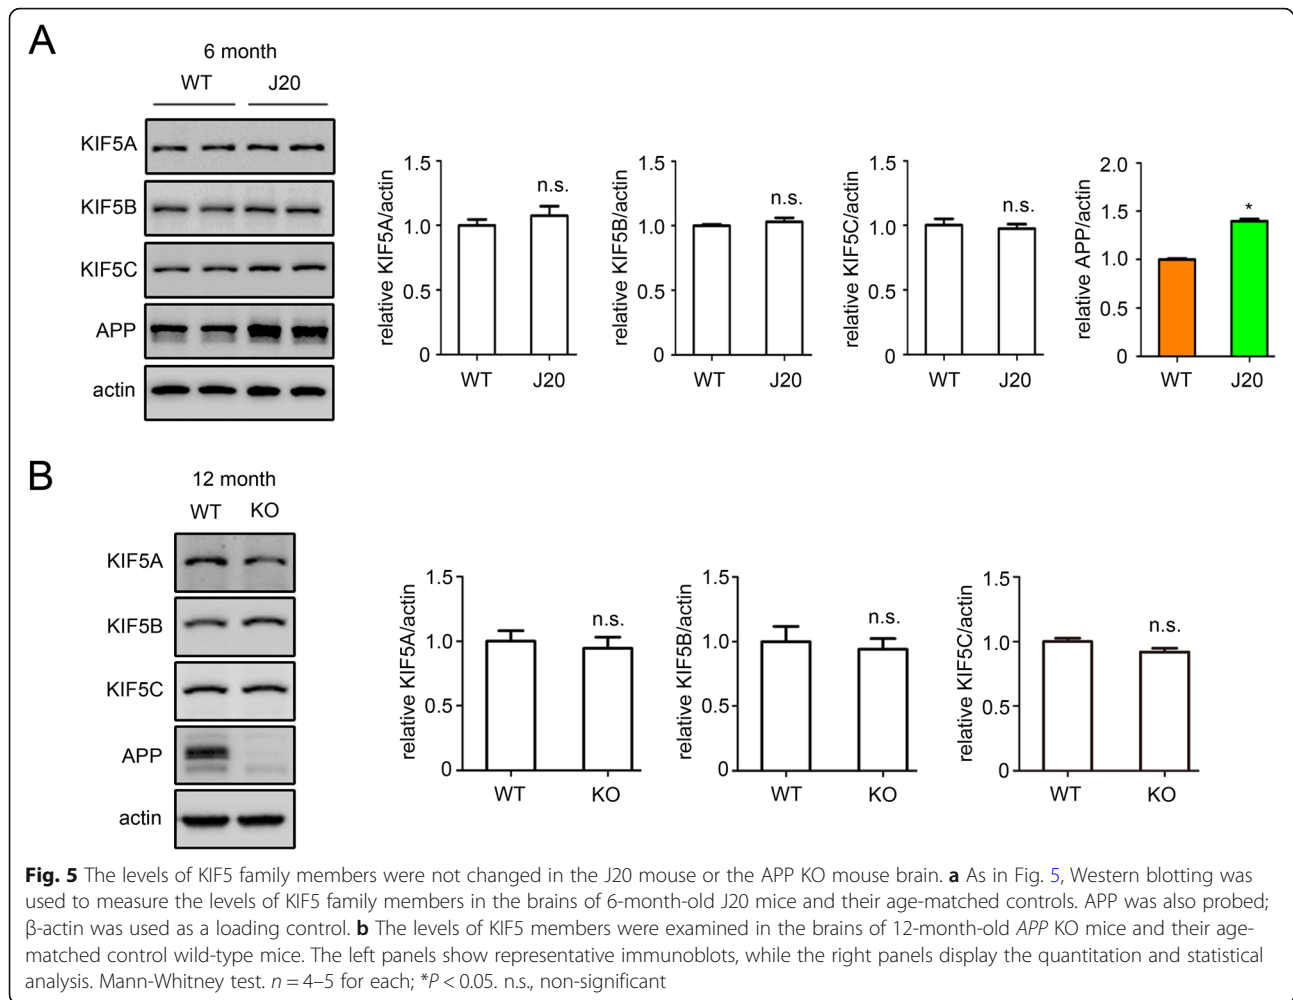 A
6 month
WT J20
KIF5A
KIF5B
KIF5C
APP
actin
relative KIF5A/actin
1.5
1.0
0.5
0
n.s.
WT J20
relative KIF5B/actin
1.5
1.0
0.5
0
n.s.
WT J20
relative KIF5C/actin
1.5
1.0
0.5
0
n.s.
WT J20
relative APP/actin
2.0
1.5
1.0
0.5
0
*
WT J20
B
12 month
WT KO
KIF5A
KIF5B
KIF5C
APP
actin
relative KIF5A/actin
1.5
1.0
0.5
0
n.s.
WT KO
relative KIF5B/actin
1.5
1.0
0.5
0
n.s.
WT KO
relative KIF5C/actin
1.5
1.0
0.5
0
n.s.
WT KO
Fig. 5 The levels of KIF5 family members were not changed in the J20 mouse or the APP KO mouse brain. a As in Fig. 5, Western blotting was
used to measure the levels of KIF5 family members in the brains of 6-month-old J20 mice and their age-matched controls. APP was also probed;
β-actin was used as a loading control. b The levels of KIF5 members were examined in the brains of 12-month-old APP KO mice and their age-
matched control wild-type mice. The left panels show representative immunoblots, while the right panels display the quantitation and statistical
analysis. Mann-Whitney test. n = 4–5 for each; *P < 0.05. n.s., non-significant